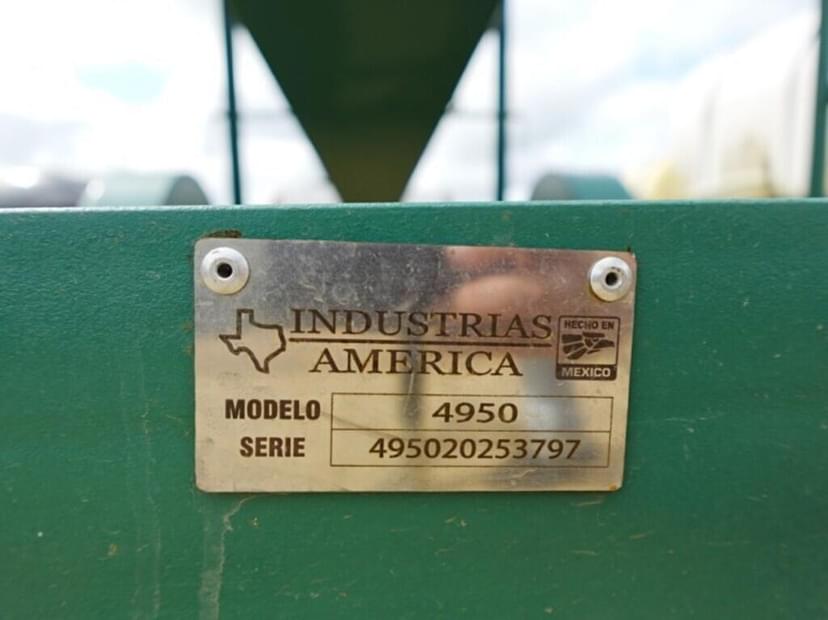 INDUSTRIAS
AMERICA
HECHO EN
MEXICO
MODELO 4950
SERIE 495020253797